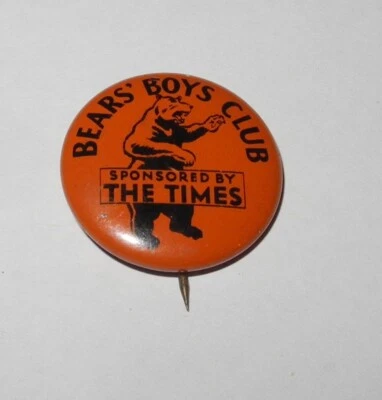 BEARS' BOYS CLUB
SPONSORED BY
THE TIMES